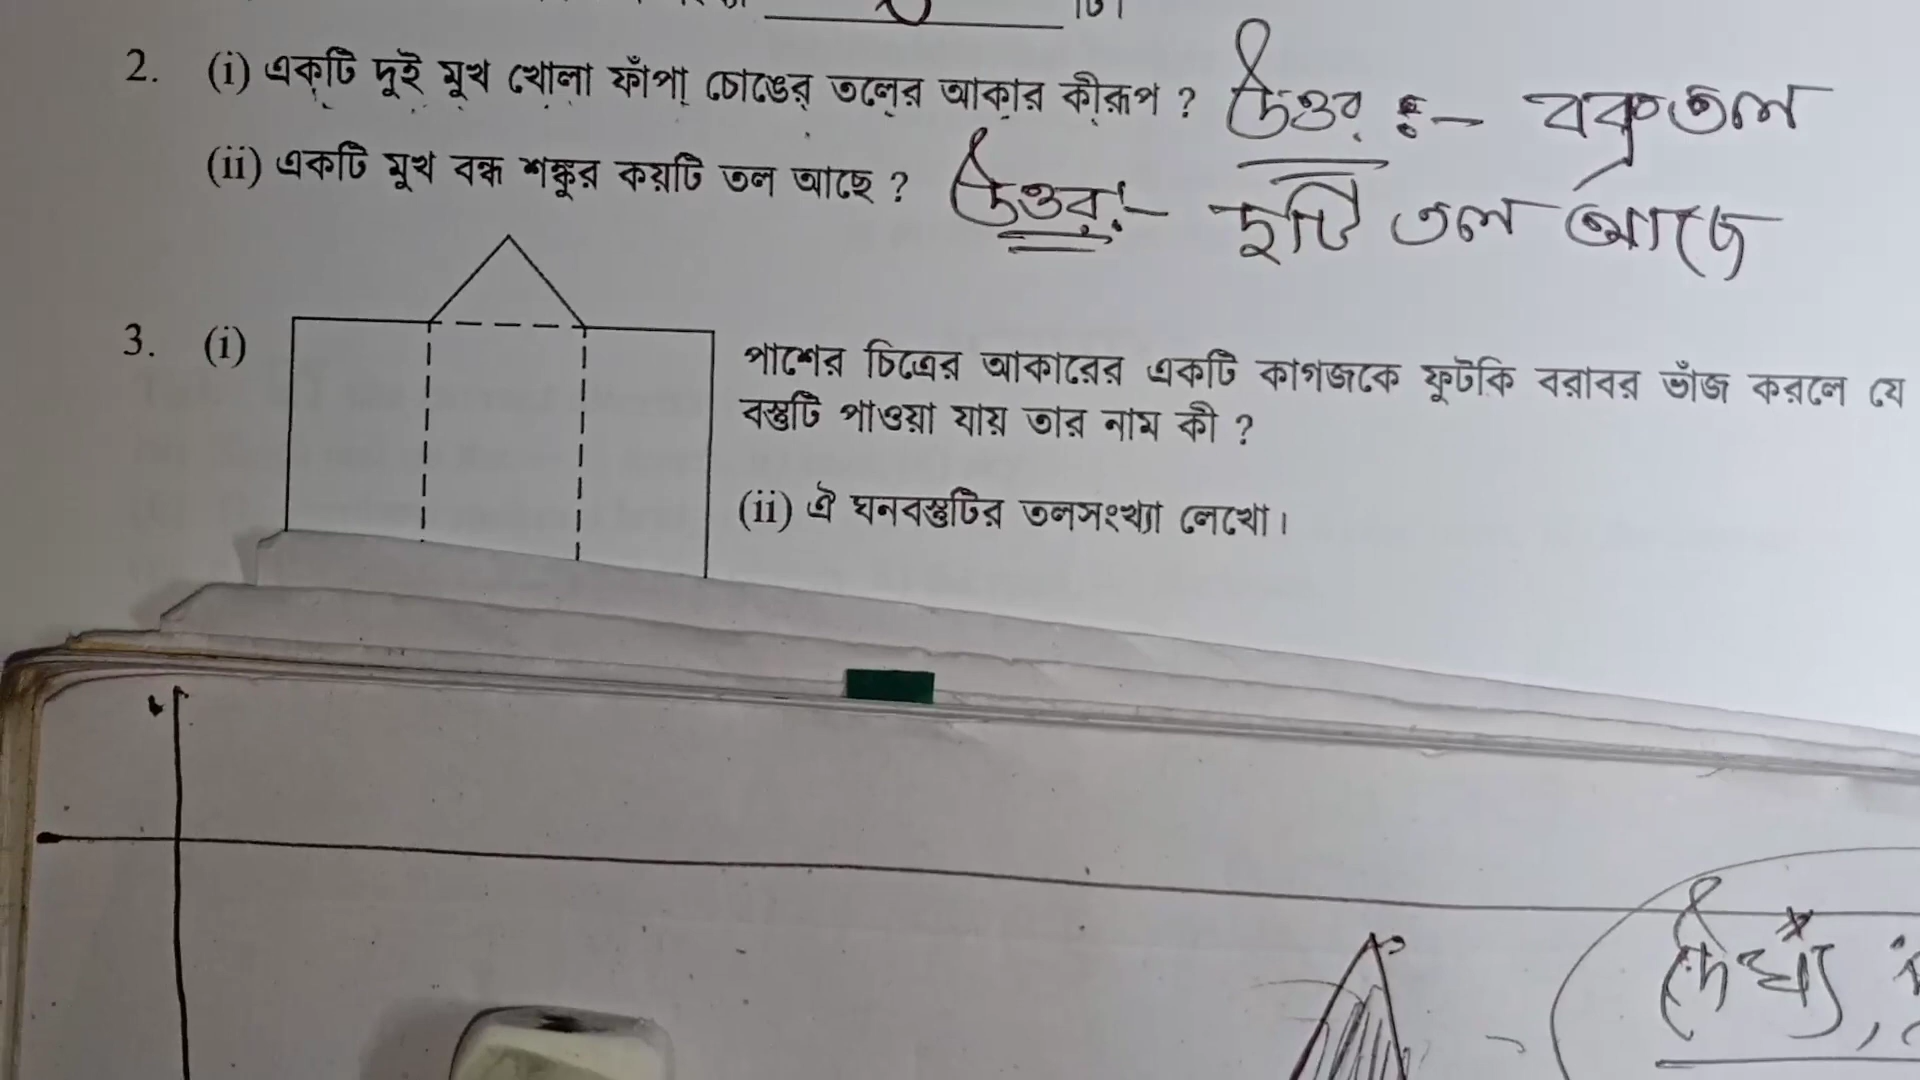 টি।
2. (i) একটি দুই মুখ খোলা ফাঁপা চোঙের তলের আকার কীরূপ ? উত্তর :- বক্রতল
(ii) একটি মুখ বন্ধ শঙ্কুর কয়টি তল আছে ? উত্তর:- দুটি তল আছে
3. (i)
পাশের চিত্রের আকারের একটি কাগজকে ফুটকি বরাবর ভাঁজ করলে যে
বস্তুটি পাওয়া যায় তার নাম কী ?
(ii) ঐ ঘনবস্তুটির তলসংখ্যা লেখো।